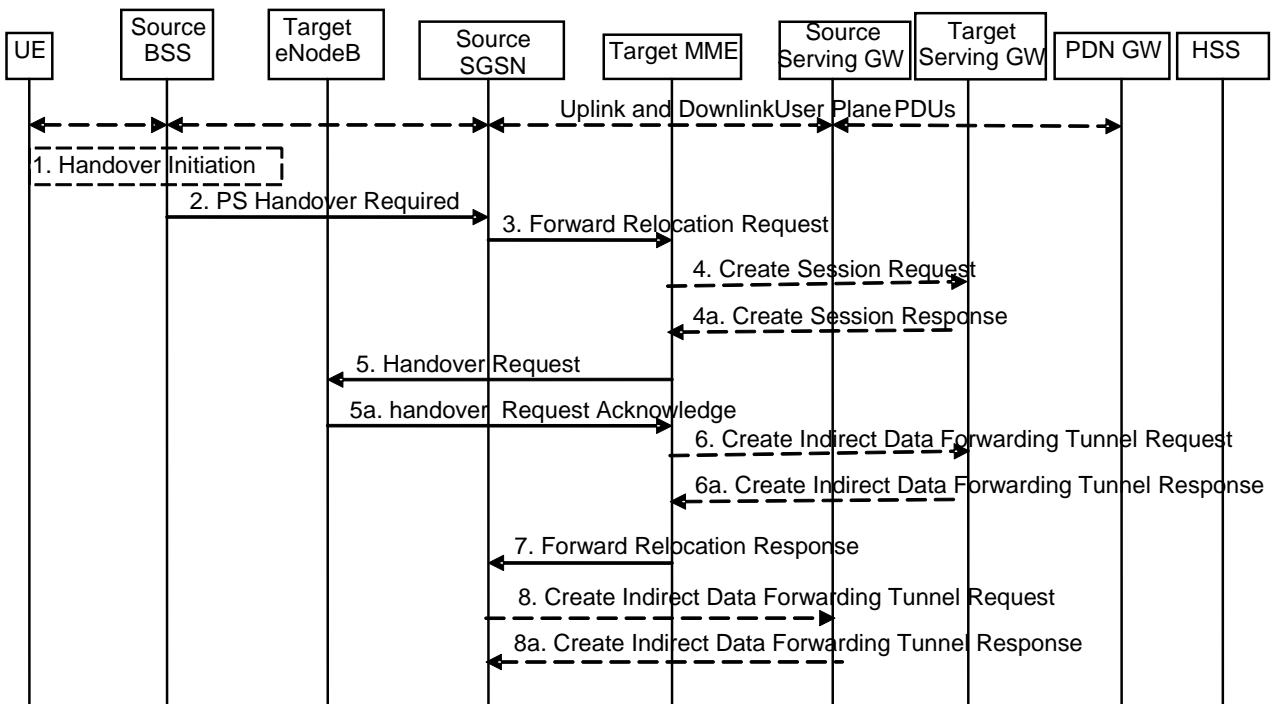 UE
Source
BSS
Target
eNodeB
Source
SGSN
Target MME
Source
Serving GW
Target
Serving GW
PDN GW
HSS
Uplink and DownlinkUser PlanePDUs
1. Handover Initiation
2. PS Handover Required
3. Forward Relocation Request
4. Create Session Request
4a. Create Session Response
5. Handover Request
5a. handover Request Acknowledge
6. Create Indirect Data Forwarding Tunnel Request
6a. Create Indirect Data Forwarding Tunnel Response
7. Forward Relocation Response
8. Create Indirect Data Forwarding Tunnel Request
8a. Create Indirect Data Forwarding Tunnel Response